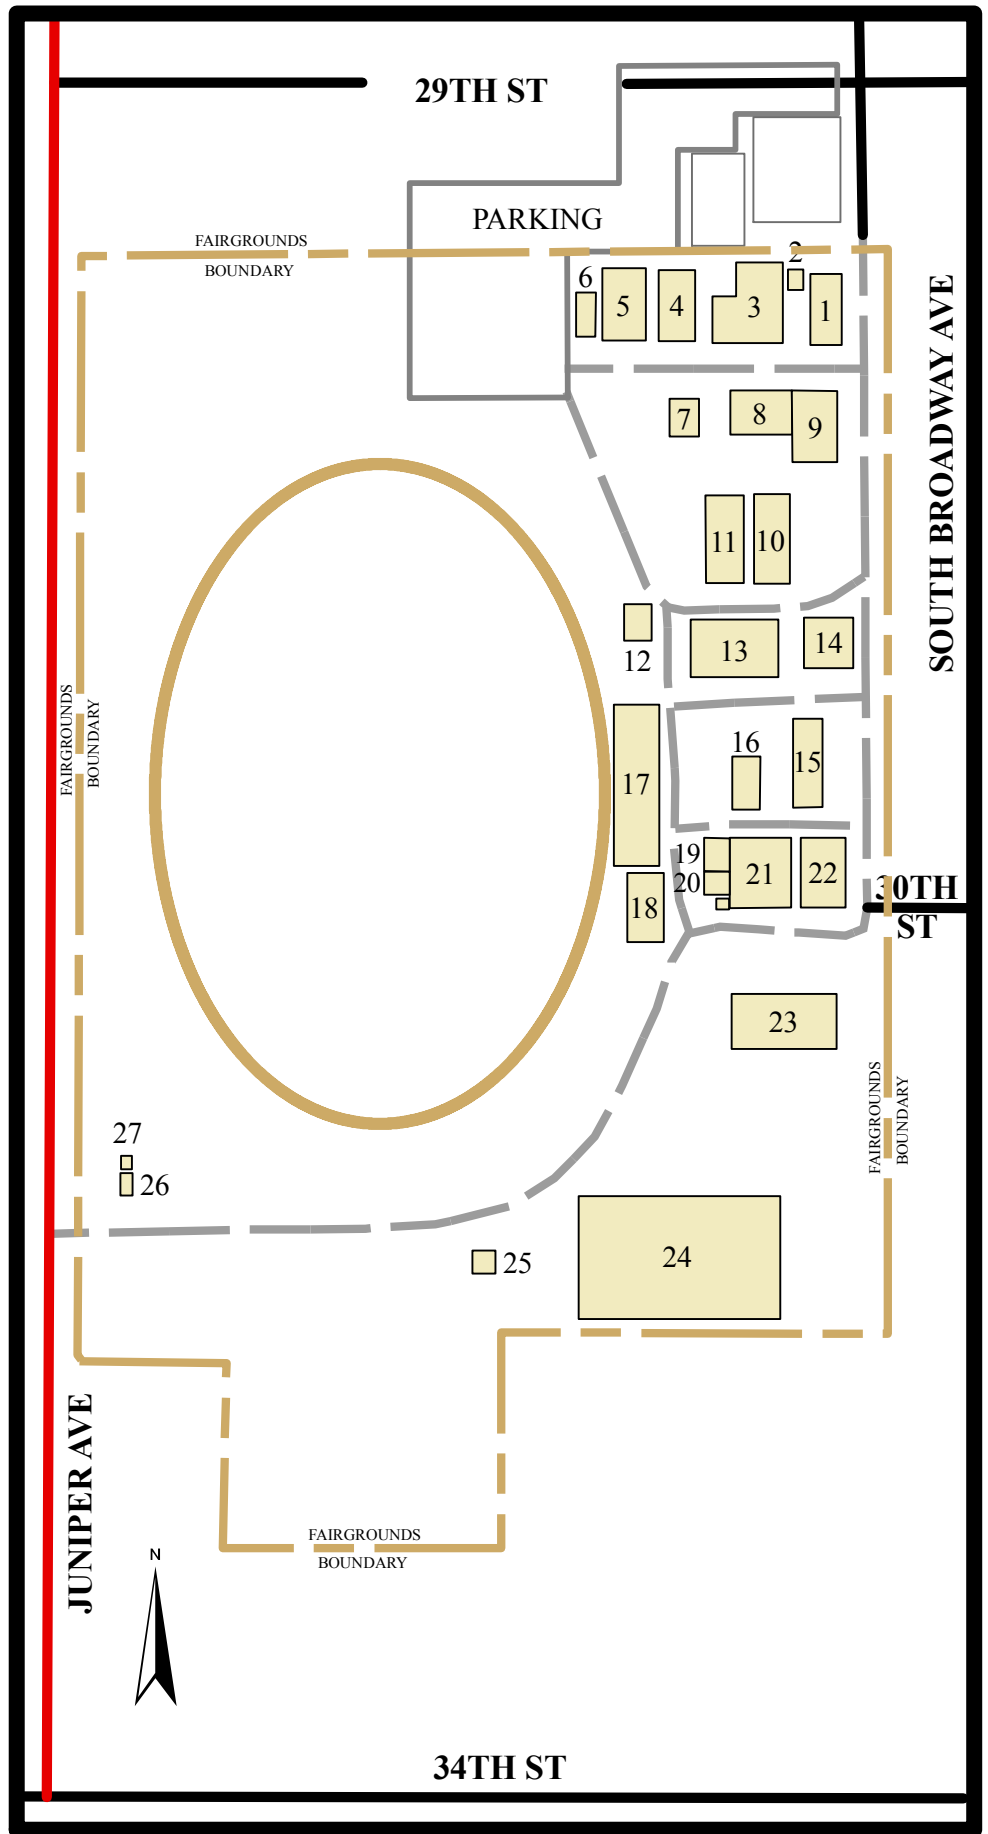 29TH ST
PARKING
FAIRGROUNDS
BOUNDARY
2
6
5
4
3
1
SOUTH BROADWAY AVE
7
8
9
11
10
12
13
14
FAIRGROUNDS
BOUNDARY
16
15
17
19
20
21
22
18
30TH
ST
23
FAIRGROUNDS
BOUNDARY
27
26
25
24
JUNIPER AVE
FAIRGROUNDS
BOUNDARY
N
34TH ST